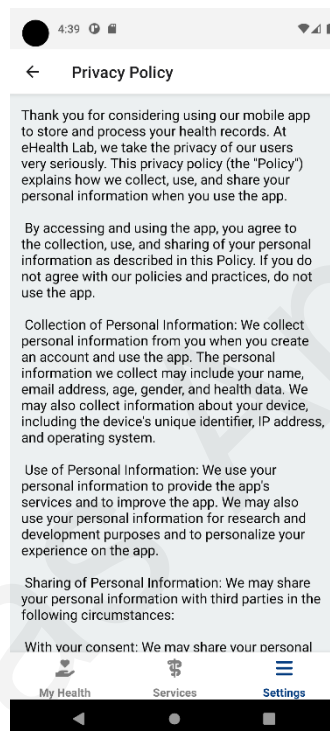 4:39
Privacy Policy
Thank you for considering using our mobile app
to store and process your health records. At
eHealth Lab, we take the privacy of our users
very seriously. This privacy policy (the "Policy")
explains how we collect, use, and share your
personal information when you use the app.
By accessing and using the app, you agree to
the collection, use, and sharing of your personal
information as described in this Policy. If you do
not agree with our policies and practices, do not
use the app.
Collection of Personal Information: We collect
personal information from you when you create
an account and use the app. The personal
information we collect may include your name,
email address, age, gender, and health data. We
may also collect information about your device,
including the device's unique identifier, IP address,
and operating system.
Use of Personal Information: We use your
personal information to provide the app's
services and to improve the app. We may also
use your personal information for research and
development purposes and to personalize your
experience on the app.
Sharing of Personal Information: We may share
your personal information with third parties in the
following circumstances:
With your consent: We may share your personal
My Health
Services
Settings